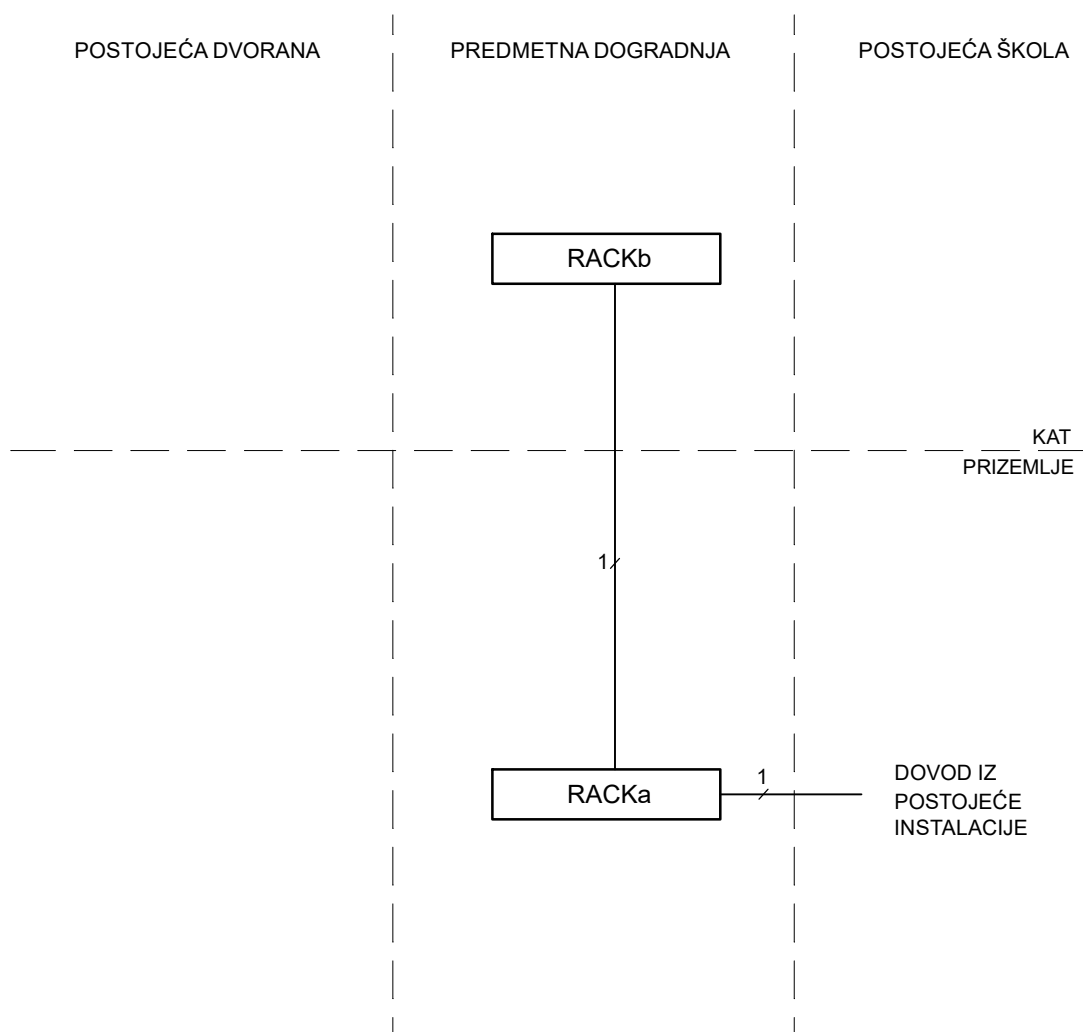 POSTOJEĆA DVORANA
PREDMETNA DOGRADNJA
POSTOJEĆA ŠKOLA
RACKb
KAT
PRIZEMLJE
1
RACKa
1
DOVOD IZ
POSTOJEĆE
INSTALACIJE